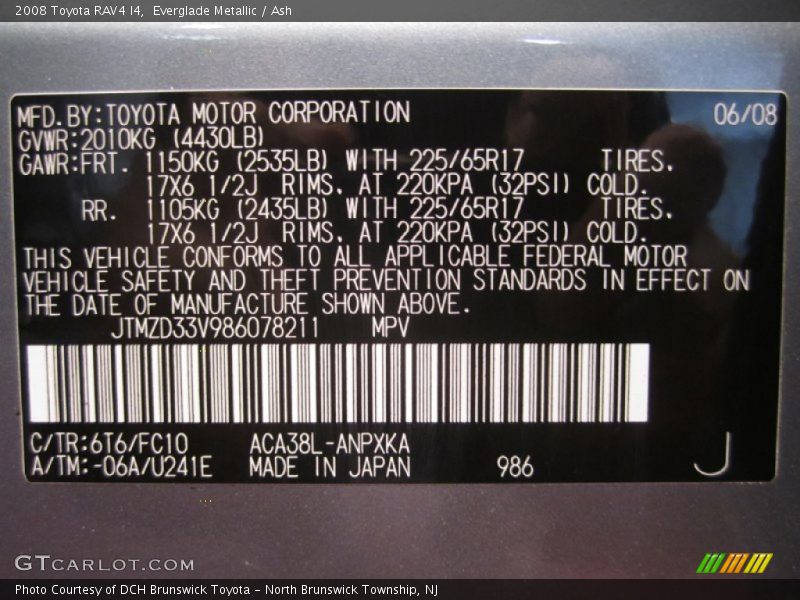 2008 Toyota RAV4 I4, Everglade Metallic / Ash
MFD.BY:TOYOTA MOTOR CORPORATION 06/08
GVWR:2010KG (4430LB)
GAWR:FRT. 1150KG (2535LB) WITH 225/65R17 TIRES.
17X6 1/2J RIMS. AT 220KPA (32PSI) COLD.
RR. 1105KG (2435LB) WITH 225/65R17 TIRES.
17X6 1/2J RIMS. AT 220KPA (32PSI) COLD.
THIS VEHICLE CONFORMS TO ALL APPLICABLE FEDERAL MOTOR
VEHICLE SAFETY AND THEFT PREVENTION STANDARDS IN EFFECT ON
THE DATE OF MANUFACTURE SHOWN ABOVE.
JTMZD33V986078211 MPV
C/TR:6T6/FC10 ACA38L-ANPXKA
A/TM:-06A/U241E MADE IN JAPAN 986 J
GTCARLOT.COM
Photo Courtesy of DCH Brunswick Toyota - North Brunswick Township, NJ